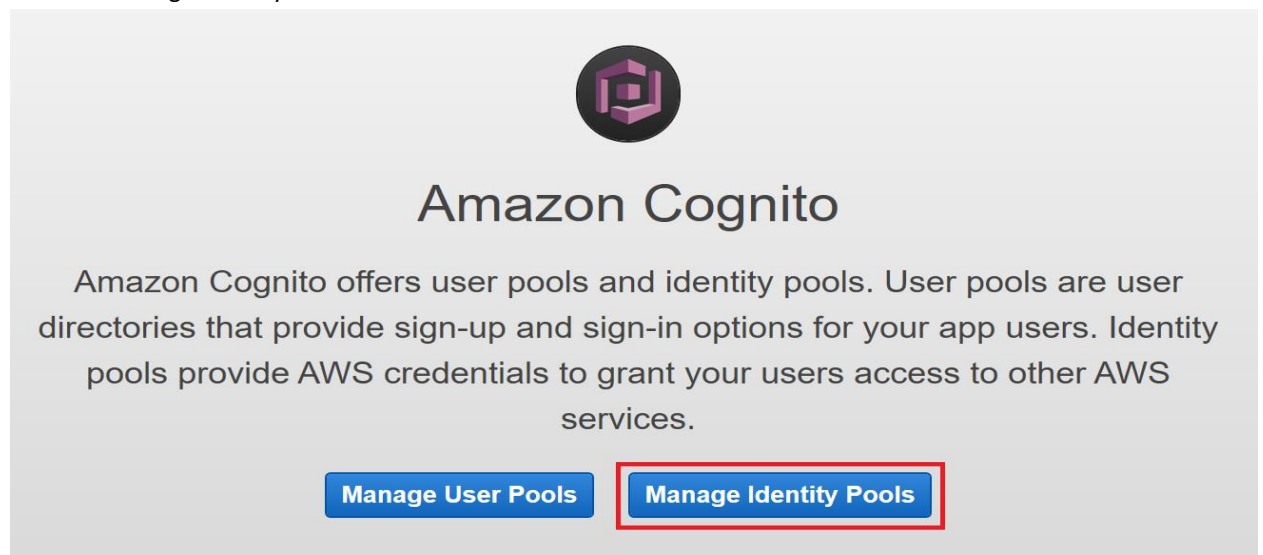 Amazon Cognito
Amazon Cognito offers user pools and identity pools. User pools are user
directories that provide sign-up and sign-in options for your app users. Identity
pools provide AWS credentials to grant your users access to other AWS
services.
Manage User Pools
Manage Identity Pools